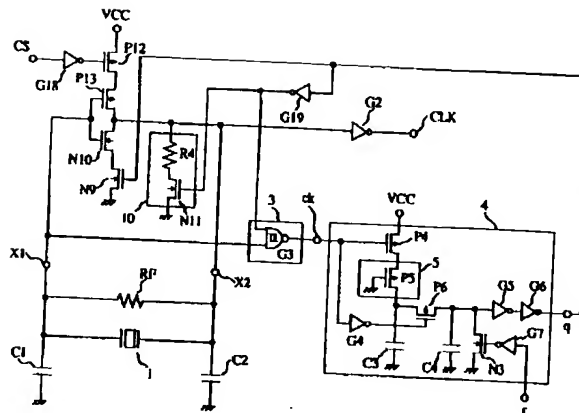 VCC
CS
P12
G18
P13
G19
G2
CLK
N10
R4
N9
10
N11
3
ck
VCC
4
G3
P4
X1
X2
P5
5
P6
G5
G6
Rf
q
G4
G7
C1
1
C2
C3
C4
N3
r